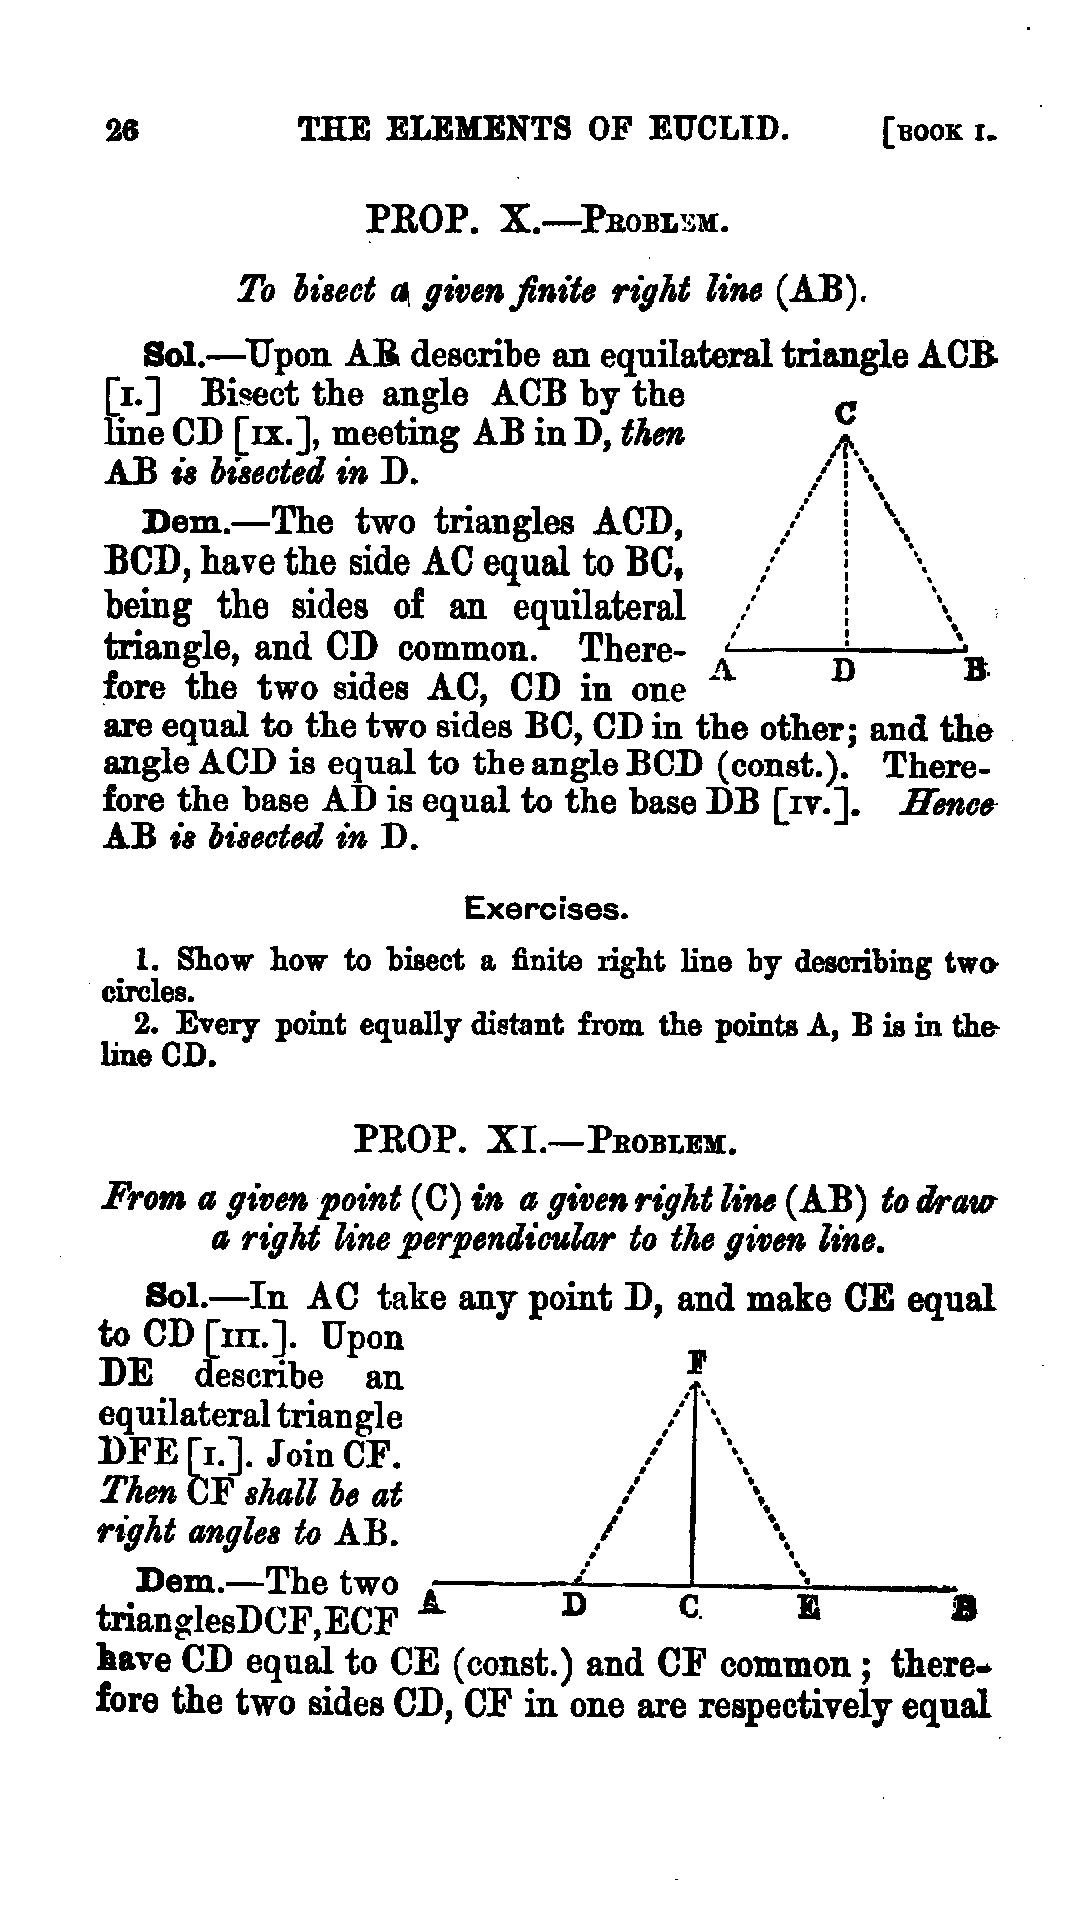 26 THE ELEMENTS OF EUCLID. [BOOK I.
PROP. X.—PROBLEM.
To bisect a given finite right line (AB).
Sol.—Upon AB describe an equilateral triangle ACB
[I.] Bisect the angle ACB by the
line CD [IX.], meeting AB in D, then
AB is bisected in D.
Dem.—The two triangles ACD,
BCD, have the side AC equal to BC,
being the sides of an equilateral
triangle, and CD common. There-
fore the two sides AC, CD in one
C
A D B
are equal to the two sides BC, CD in the other; and the
angle ACD is equal to the angle BCD (const.). There-
fore the base AD is equal to the base DB [IV.]. Hence
AB is bisected in D.
Exercises.
1. Show how to bisect a finite right line by describing two
circles.
2. Every point equally distant from the points A, B is in the
line CD.
PROP. XI.—PROBLEM.
From a given point (C) in a given right line (AB) to draw
a right line perpendicular to the given line.
Sol.—In AC take any point D, and make CE equal
to CD [III.]. Upon
DE describe an
equilateral triangle
DFE [I.]. Join CF.
Then CF shall be at
right angles to AB.
Dem.—The two
triangles DCF, ECF
F
A D C E B
have CD equal to CE (const.) and CF common; there-
fore the two sides CD, CF in one are respectively equal